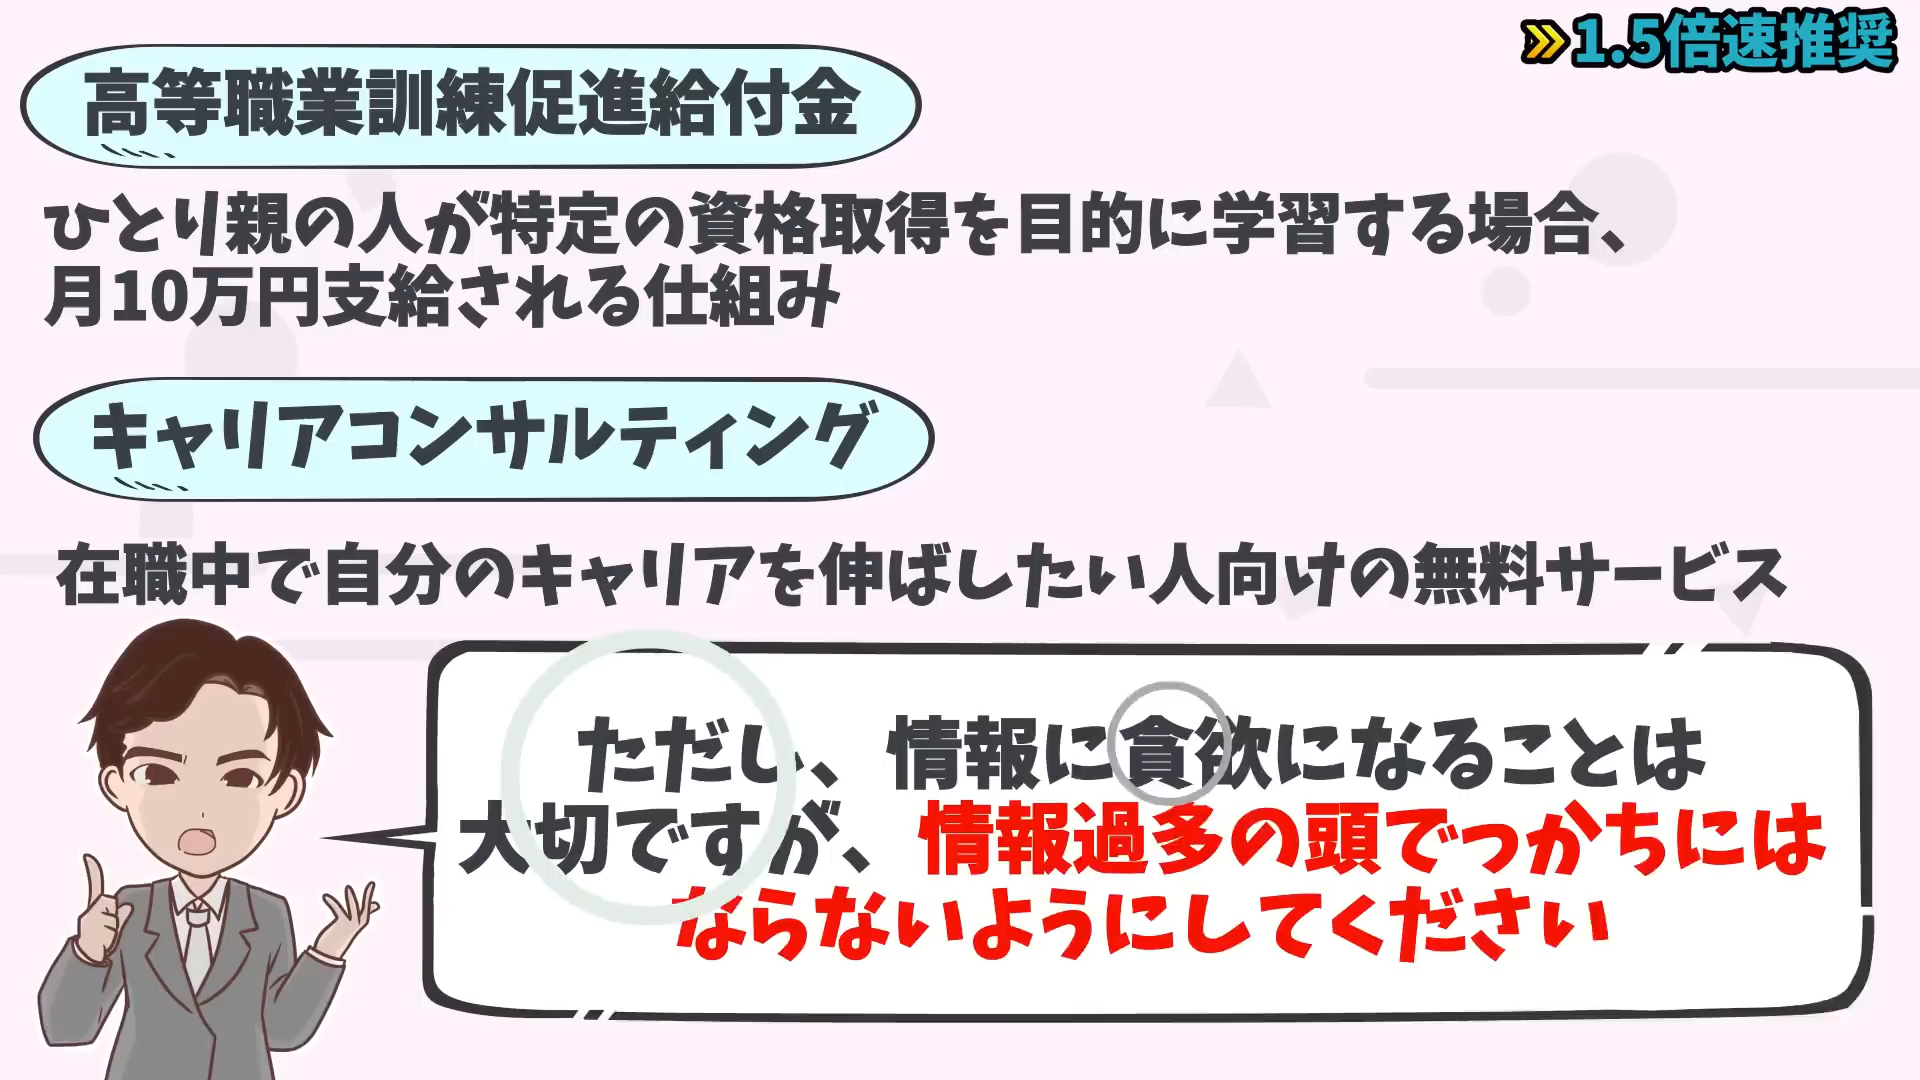 1.5倍速推奨
高等職業訓練促進給付金
ひとり親の人が特定の資格取得を目的に学習する場合、
月10万円支給される仕組み
キャリアコンサルティング
在職中で自分のキャリアを伸ばしたい人向けの無料サービス
ただし、情報に貪欲になることは
大切ですが、情報過多の頭でっかちには
ならないようにしてください